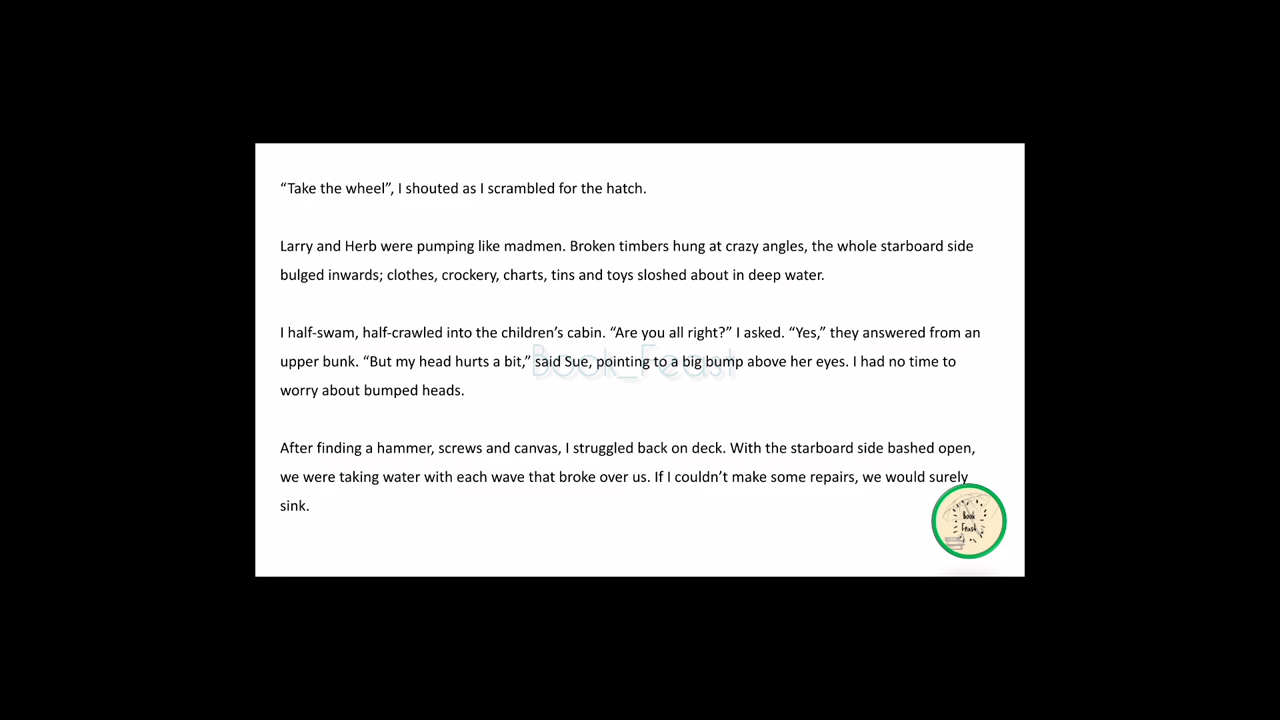 “Take the wheel”, I shouted as I scrambled for the hatch.
Larry and Herb were pumping like madmen. Broken timbers hung at crazy angles, the whole starboard side
bulged inwards; clothes, crockery, charts, tins and toys sloshed about in deep water.
I half-swam, half-crawled into the children’s cabin. “Are you all right?” I asked. “Yes,” they answered from an
upper bunk. “But my head hurts a bit,” said Sue, pointing to a big bump above her eyes. I had no time to
worry about bumped heads.
Book_Feast
After finding a hammer, screws and canvas, I struggled back on deck. With the starboard side bashed open,
we were taking water with each wave that broke over us. If I couldn’t make some repairs, we would surely
sink.
Book
Feast